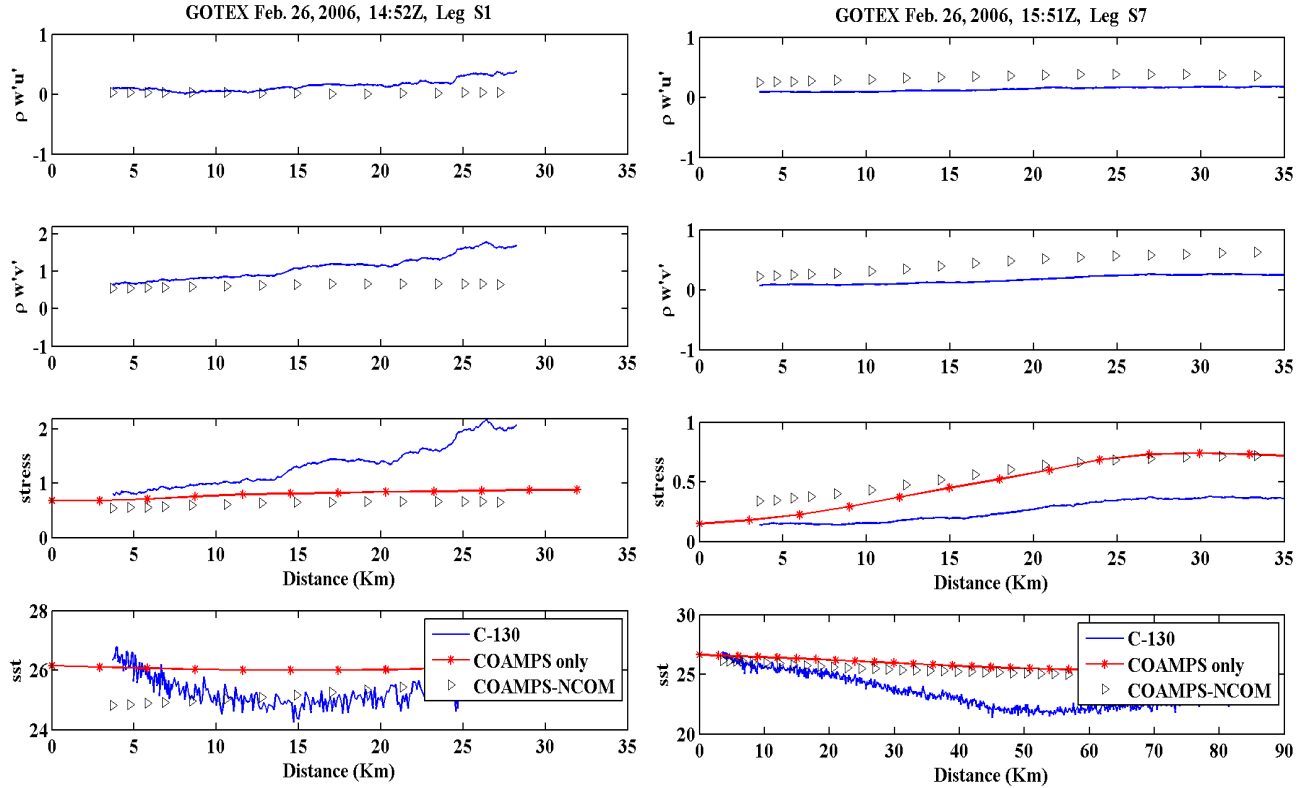 GOTEX Feb. 26, 2006, 14:52Z, Leg S1
1
0
-1
ρ w'u'
0 5 10 15 20 25 30 35
2
1
0
-1
ρ w'v'
0 5 10 15 20 25 30 35
2
1
0
stress
0 5 10 15 20 25 30 35
Distance (Km)
28
26
24
sst
C-130
COAMPS only
COAMPS-NCOM
0 5 10 15 20 25 30 35
Distance (Km)
GOTEX Feb. 26, 2006, 15:51Z, Leg S7
1
0
-1
ρ w'u'
0 5 10 15 20 25 30 35
1
0
-1
ρ w'v'
0 5 10 15 20 25 30 35
1
0.5
0
stress
0 5 10 15 20 25 30 35
Distance (Km)
30
25
20
sst
C-130
COAMPS only
COAMPS-NCOM
0 10 20 30 40 50 60 70 80 90
Distance (Km)